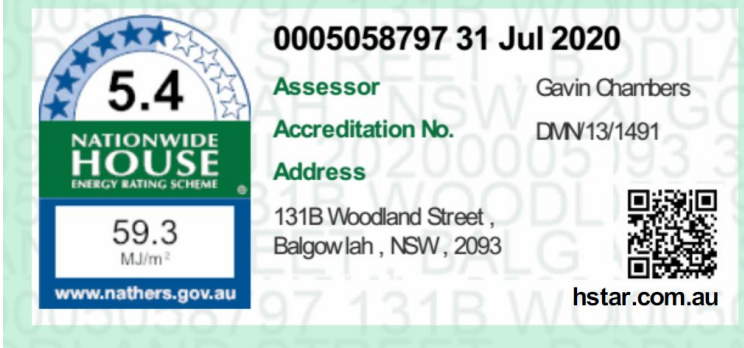 0005058797 31 Jul 2020
5.4
Assessor Gavin Chambers
NATIONWIDE
HOUSE
ENERGY RATING SCHEME ®
Accreditation No. DMN/13/1491
Address
131B Woodland Street ,
Balgowlah , NSW , 2093
59.3
MJ/m²
www.nathers.gov.au
hstar.com.au